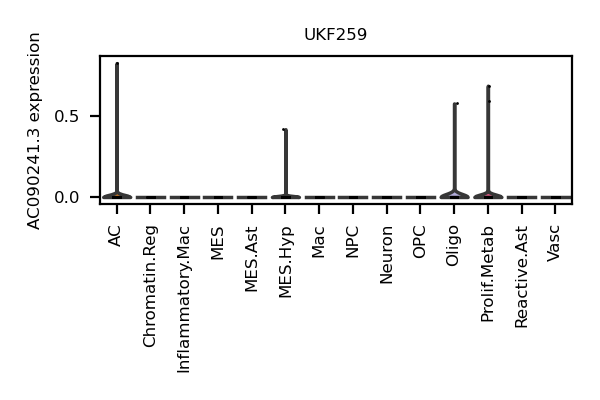 UKF259
AC090241.3 expression
0.5
0.0
AC
Chromatin.Reg
Inflammatory.Mac
MES
MES.Ast
MES.Hyp
Mac
NPC
Neuron
OPC
Oligo
Prolif.Metab
Reactive.Ast
Vasc